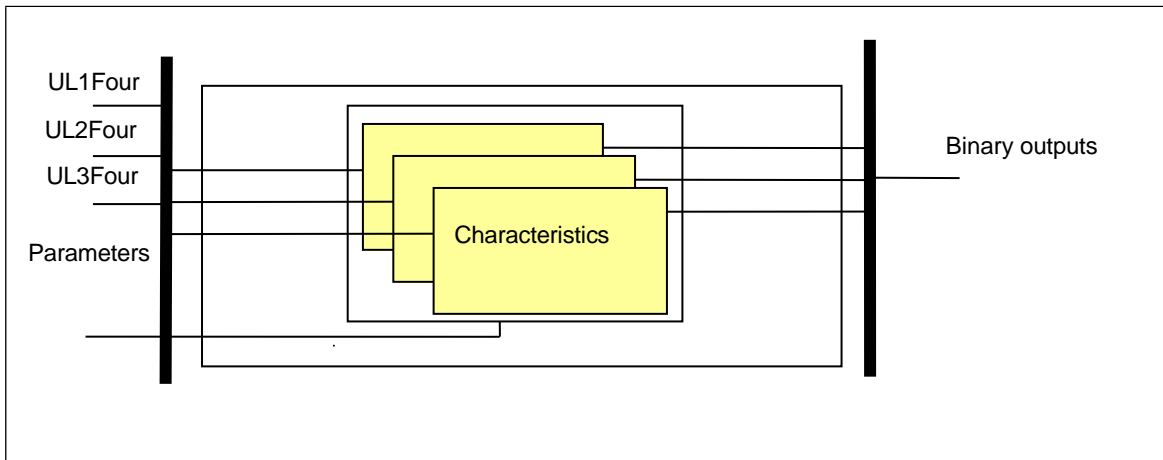 UL1Four
UL2Four
UL3Four
Parameters
Characteristics
Binary outputs